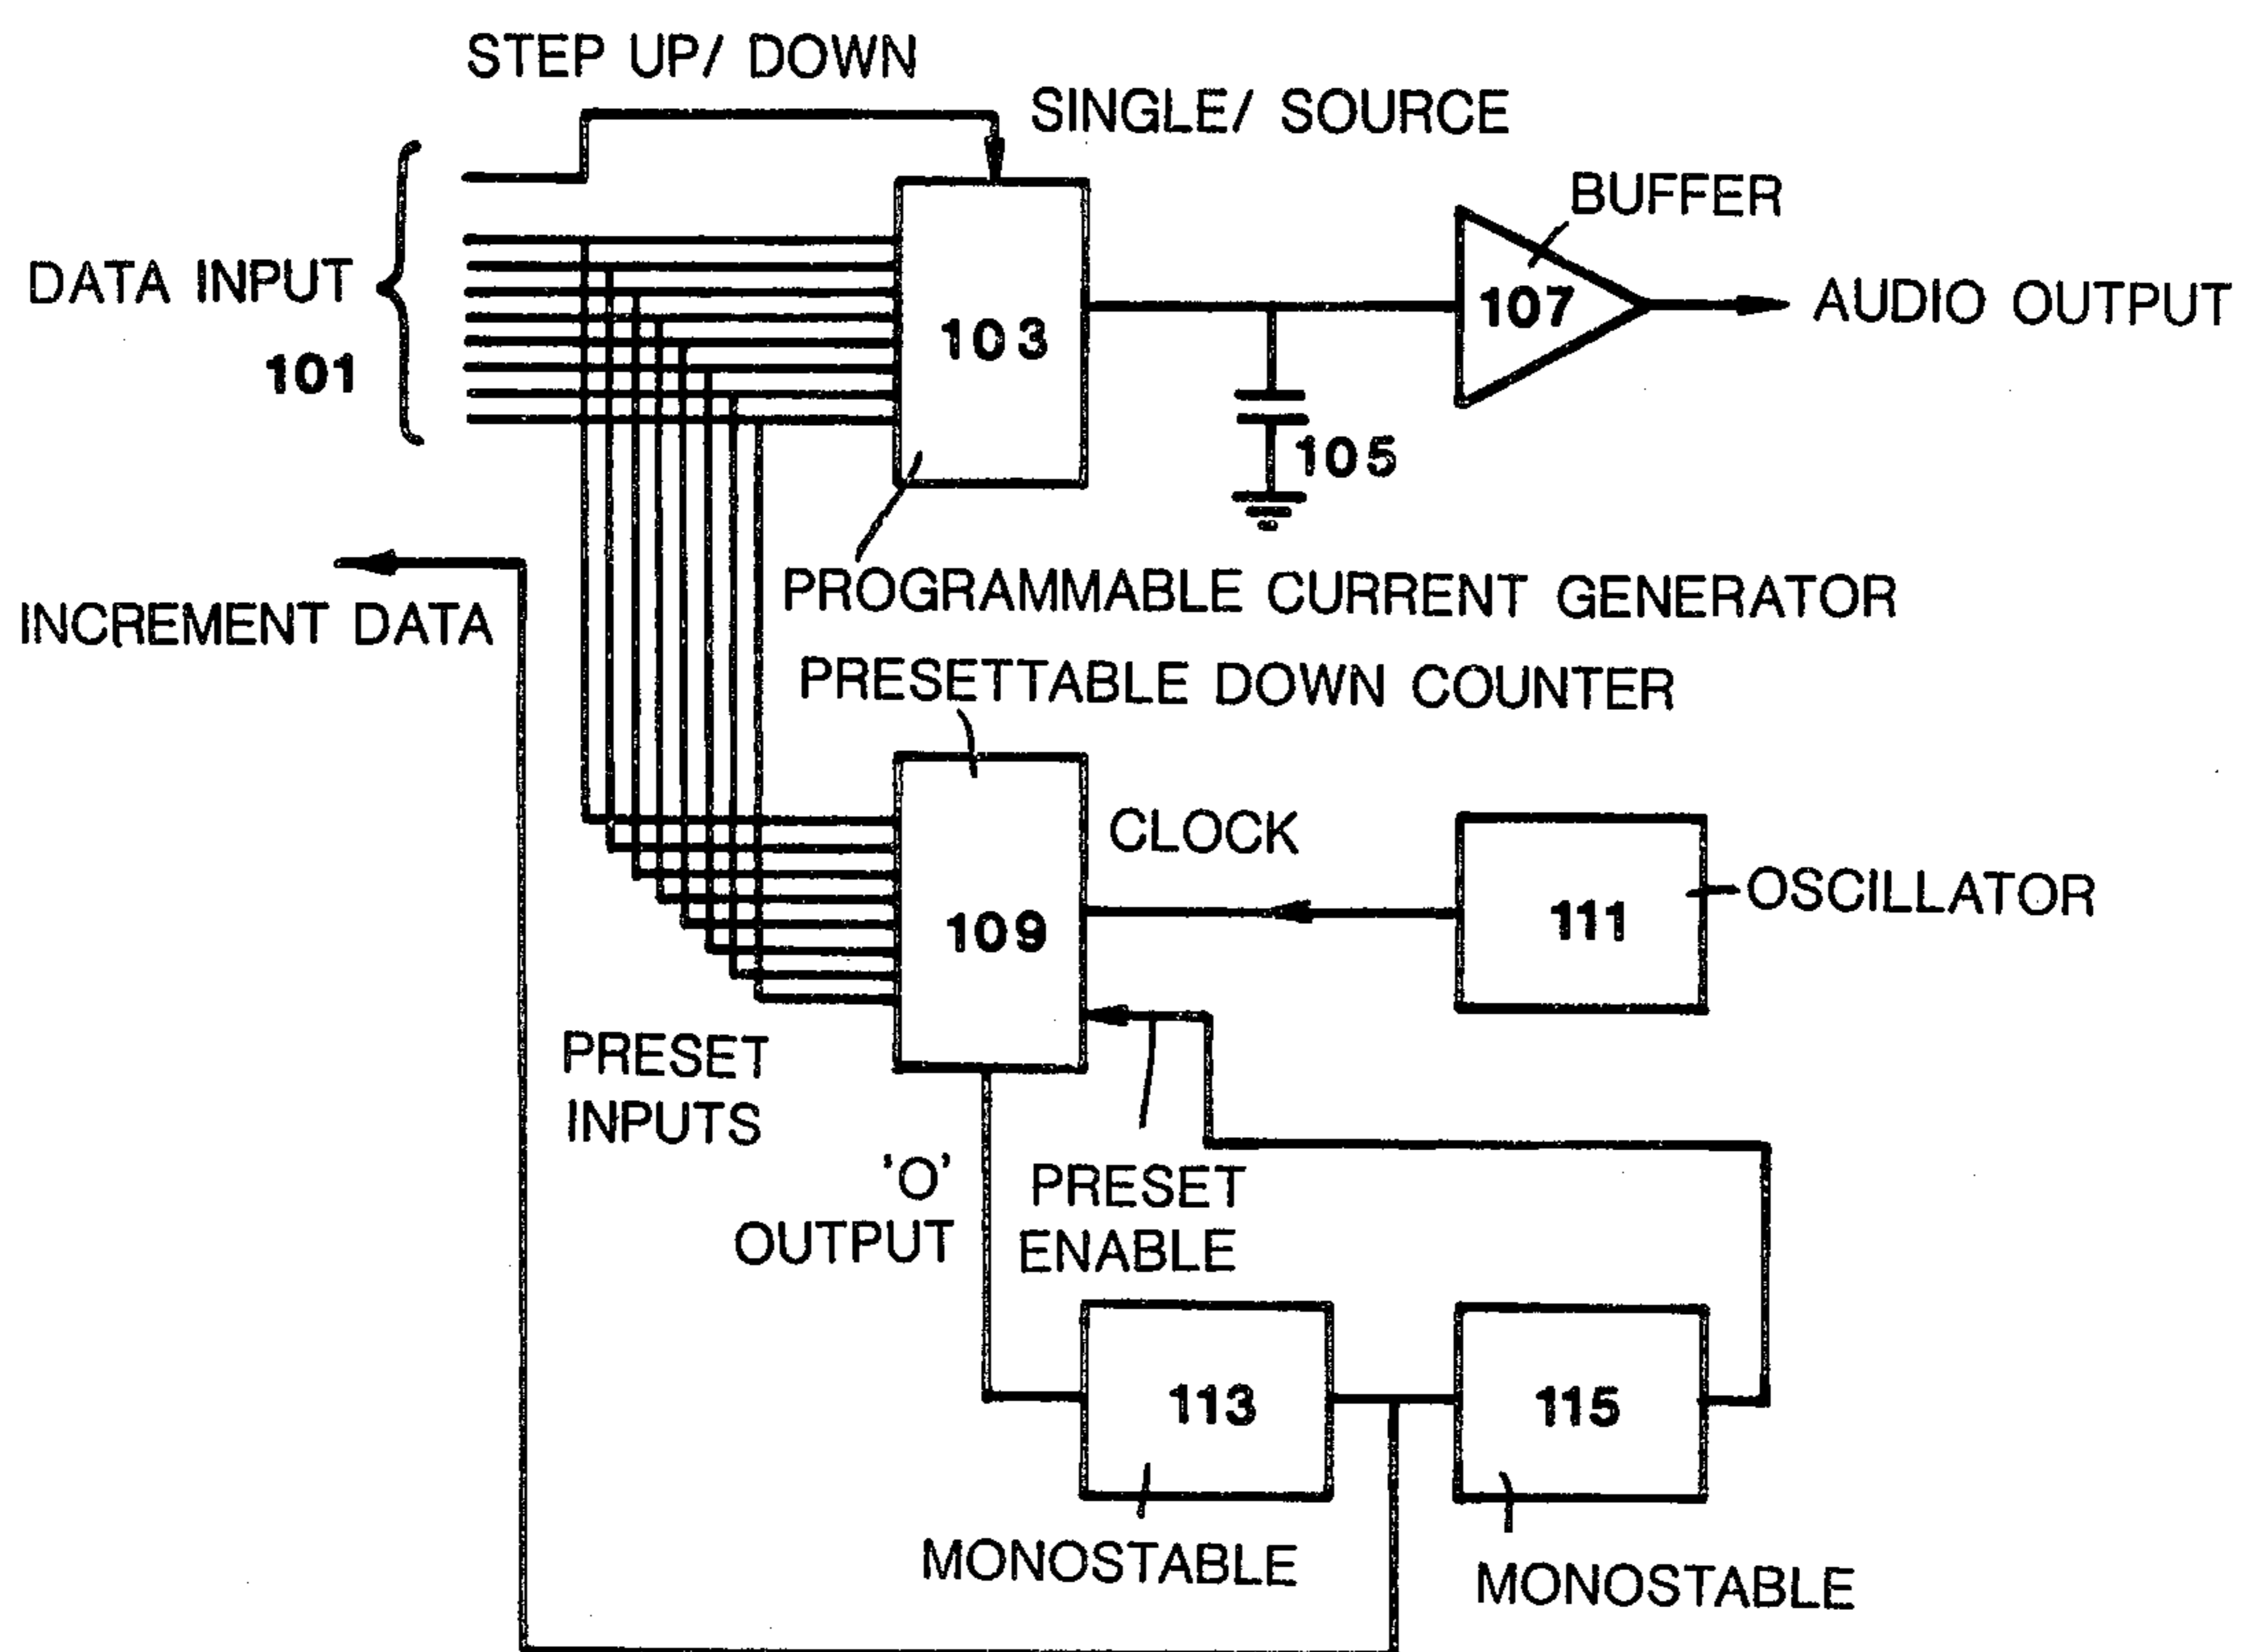 STEP UP/ DOWN
SINGLE/ SOURCE
BUFFER
DATA INPUT
101
103
107
AUDIO OUTPUT
105
INCREMENT DATA
PROGRAMMABLE CURRENT GENERATOR
PRESETTABLE DOWN COUNTER
CLOCK
109
111
OSCILLATOR
PRESET
INPUTS
'O'
OUTPUT
PRESET
ENABLE
113
115
MONOSTABLE
MONOSTABLE